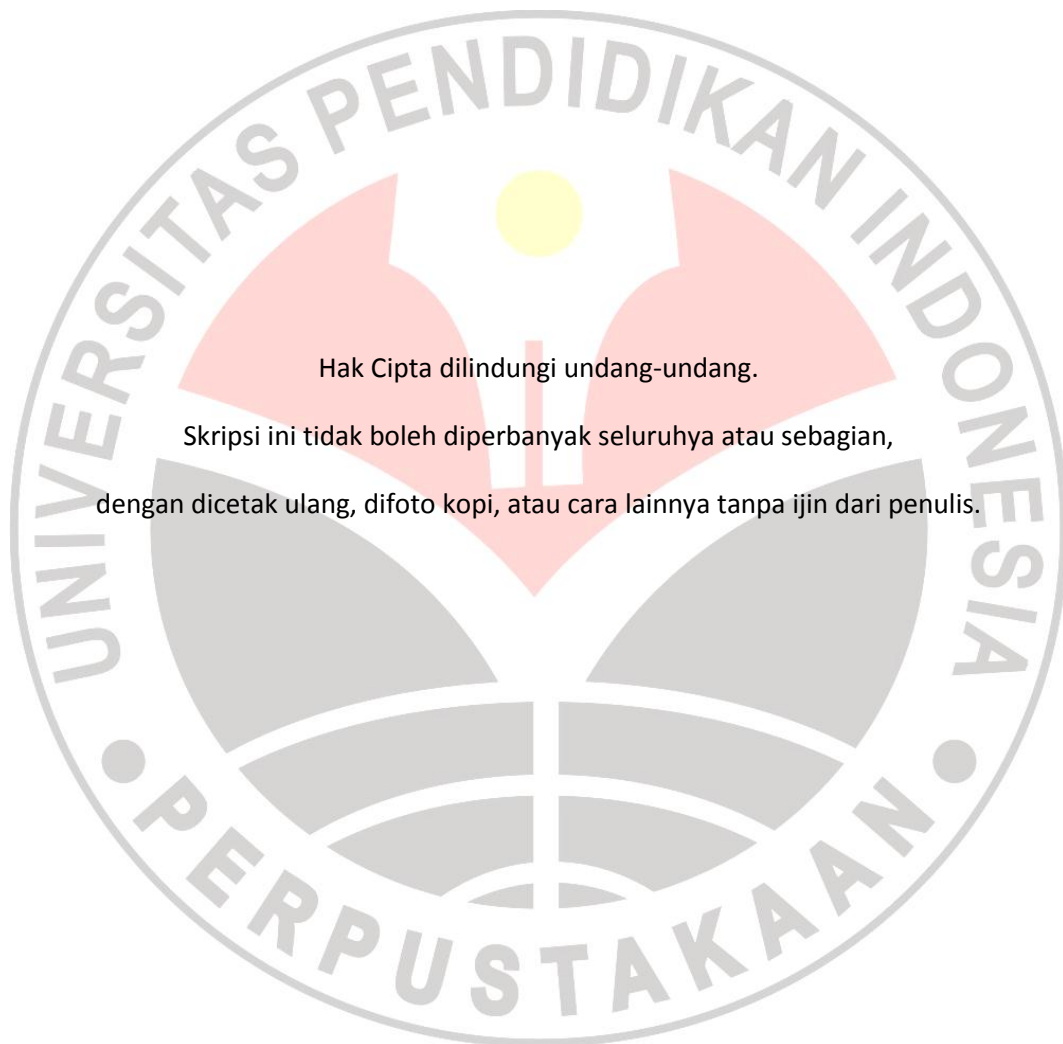 UNIVERSITAS PENDIDIKAN INDONESIA
Hak Cipta dilindungi undang-undang.
Skripsi ini tidak boleh diperbanyak seluruhya atau sebagian,
dengan dicetak ulang, difoto kopi, atau cara lainnya tanpa ijin dari penulis.
PERPUSTAKAAN